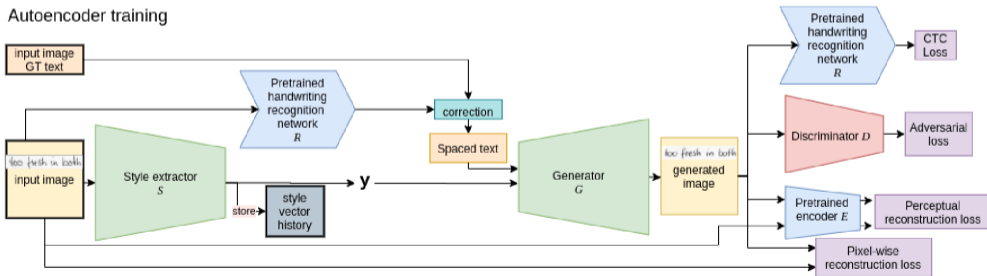 Autoencoder training
input image
GT text
Pretrained
handwriting
recognition
network
R
correction
Spaced text
too fresh in both
input image
Style extractor
S
store
style
vector
history
y
Generator
G
too fresh in both
generated
image
Pretrained
handwriting
recognition
network
R
CTC
Loss
Discriminator D
Adversarial
loss
Pretrained
encoder E
Perceptual
reconstruction loss
Pixel-wise
reconstruction loss